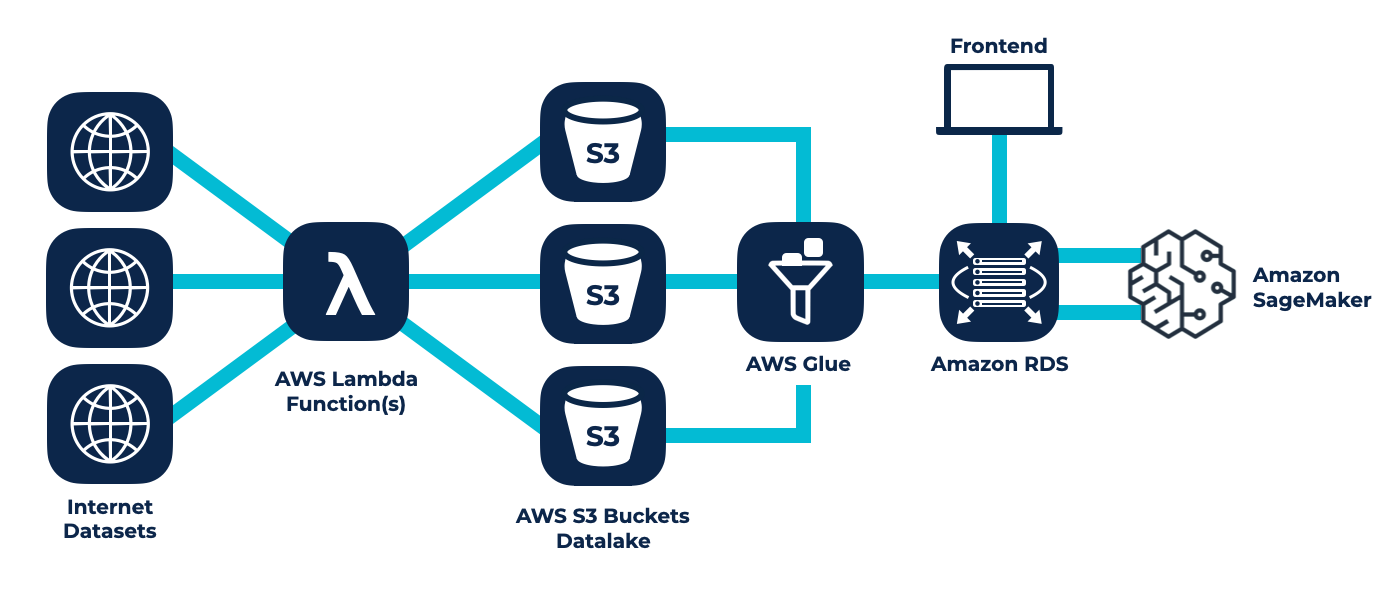 Frontend
S3
S3
S3
λ
Amazon
SageMaker
AWS Glue
Amazon RDS
AWS Lambda
Function(s)
Internet
Datasets
AWS S3 Buckets
Datalake